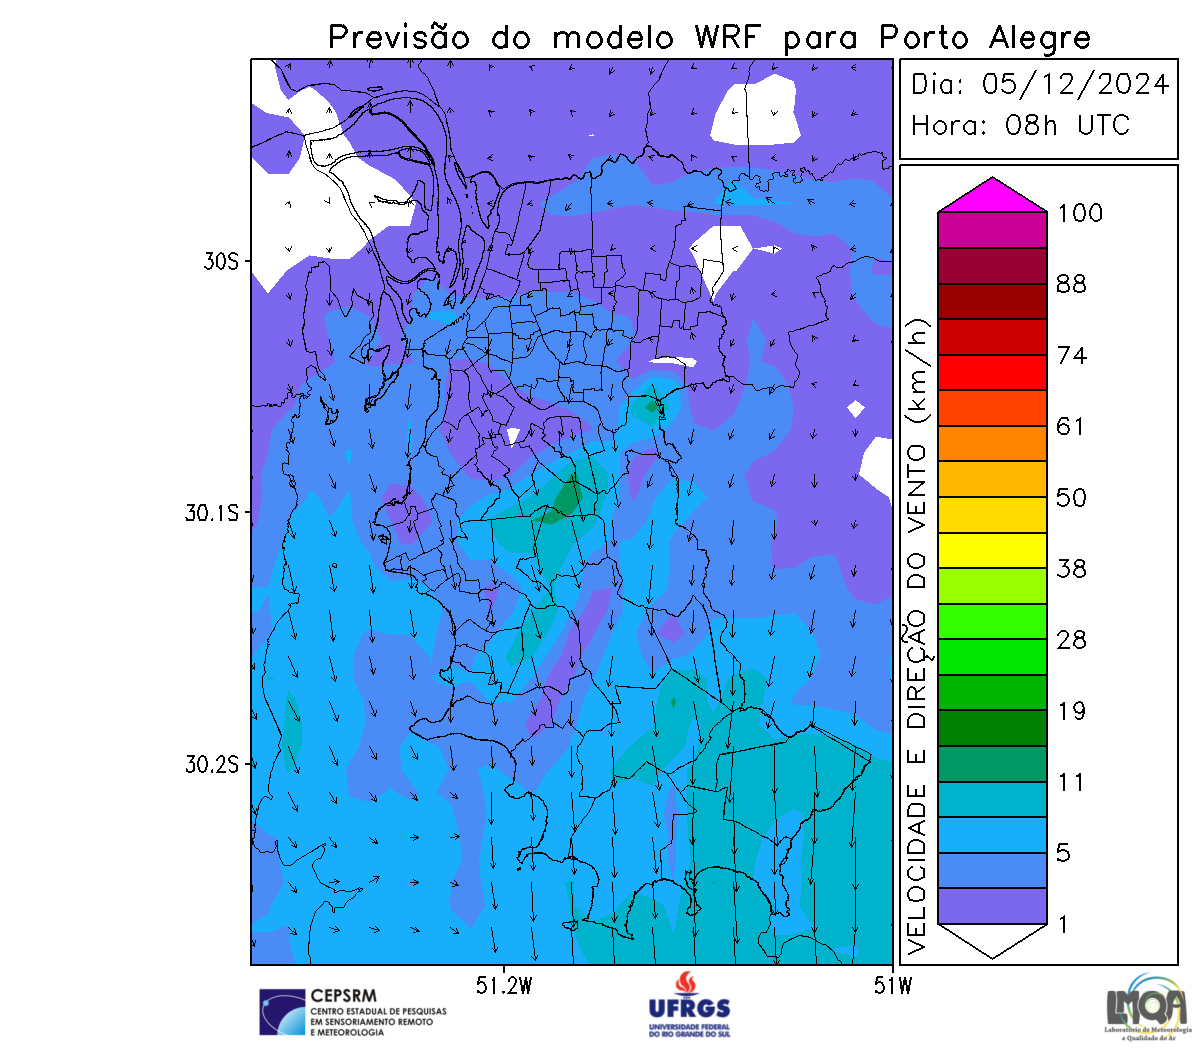 Previsão do modelo WRF para Porto Alegre
Dia: 05/12/2024
Hora: 08h UTC
30S
30.1S
30.2S
51.2W
51W
VELOCIDADE E DIREÇÃO DO VENTO (km/h)
100
88
74
61
50
38
28
19
11
5
1
CEPSRM
CENTRO ESTADUAL DE PESQUISAS
EM SENSORIAMENTO REMOTO
E METEOROLOGIA
UFRGS
UNIVERSIDADE FEDERAL
DO RIO GRANDE DO SUL
LMQA
Laboratório de Meteorologia
e Qualidade do Ar